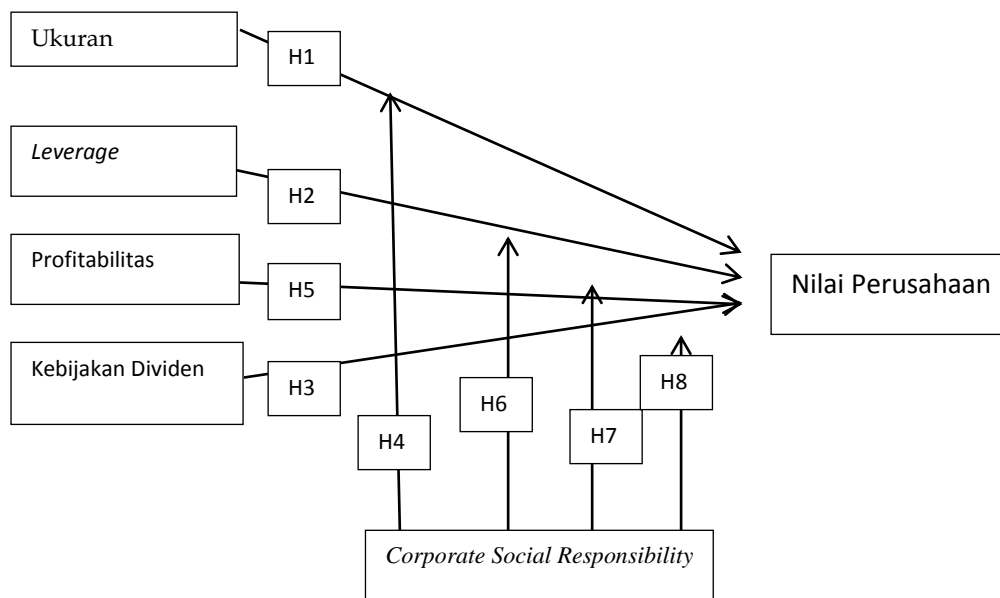 Ukuran
H1
Leverage
H2
Profitabilitas
H5
Nilai Perusahaan
Kebijakan Dividen
H3
H4
H6
H7
H8
Corporate Social Responsibility